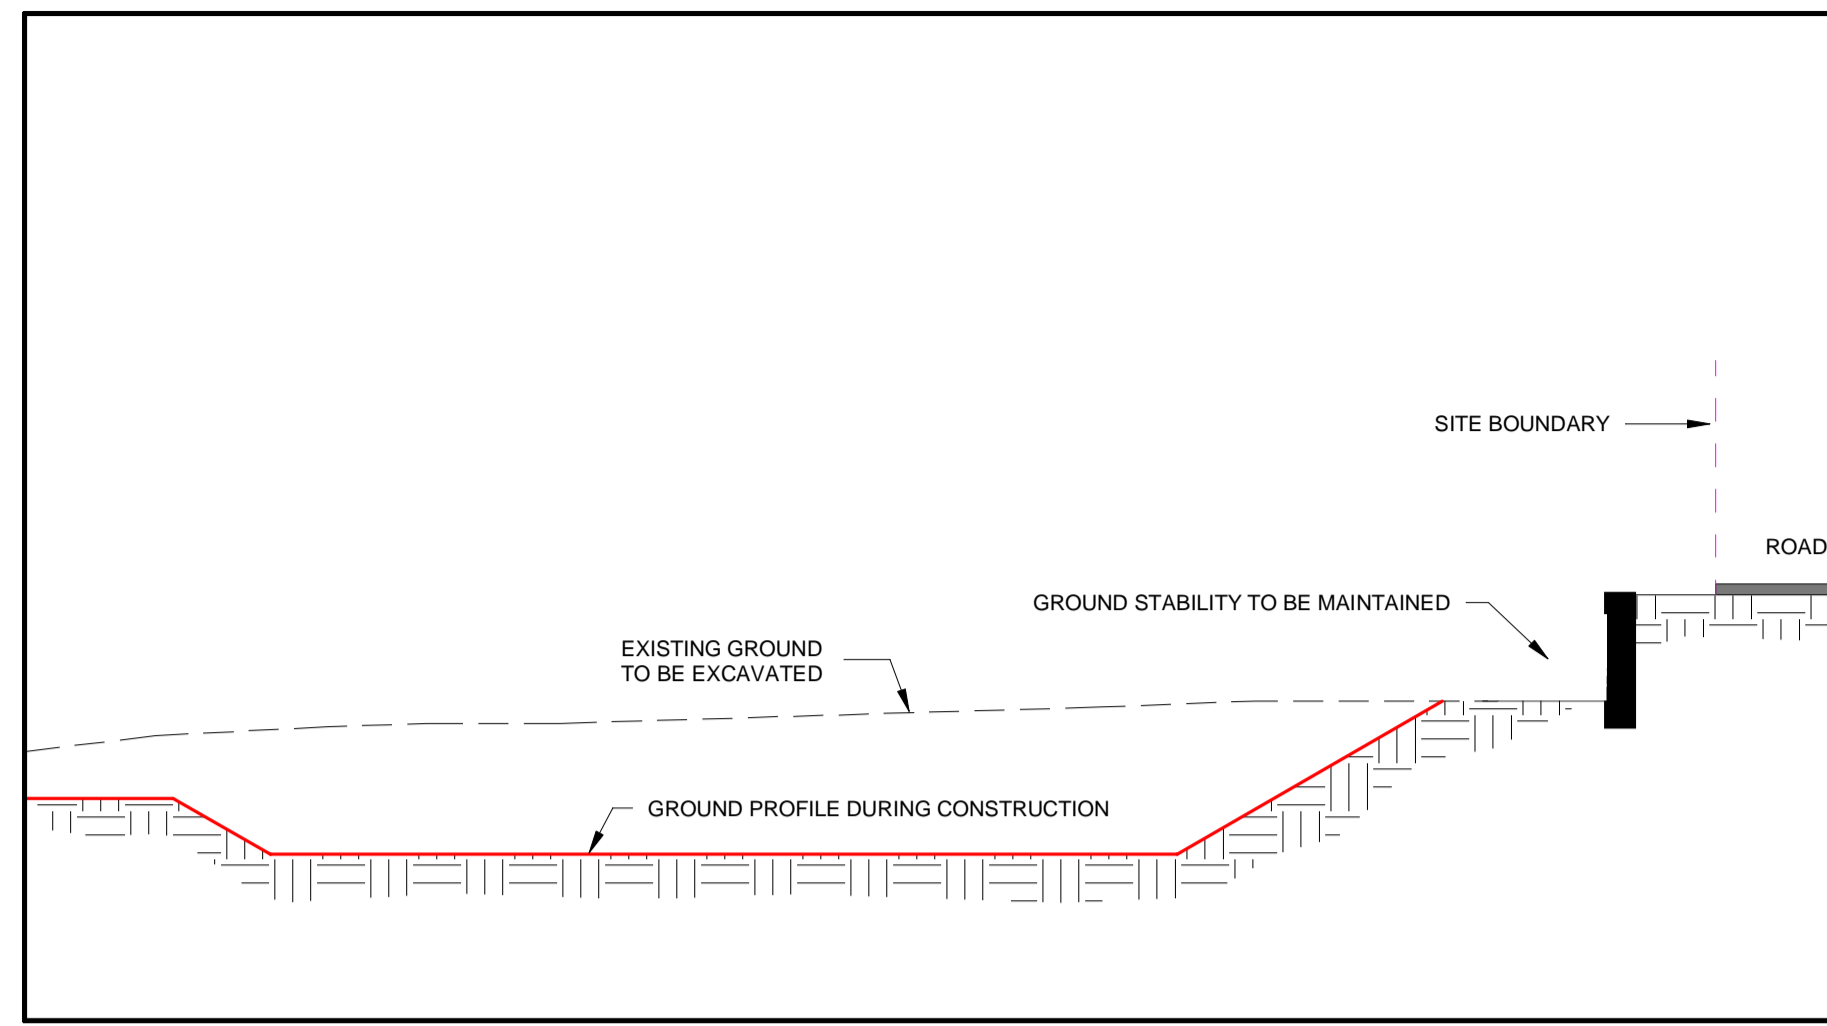 SITE BOUNDARY
ROAD
GROUND STABILITY TO BE MAINTAINED
EXISTING GROUND
TO BE EXCAVATED
GROUND PROFILE DURING CONSTRUCTION